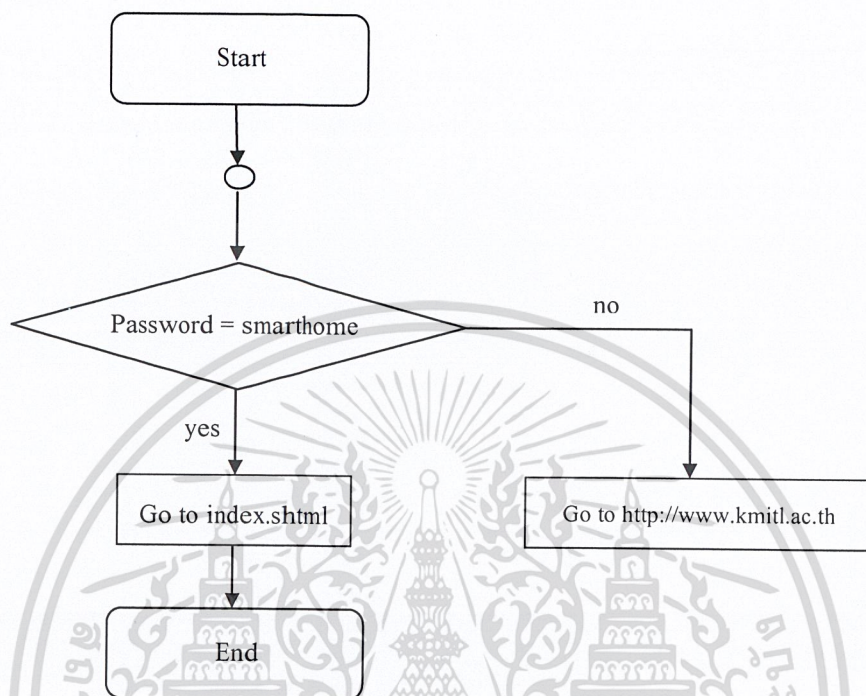 Start
Password = smarthome
no
yes
Go to index.shtml
Go to http://www.kmitl.ac.th
End